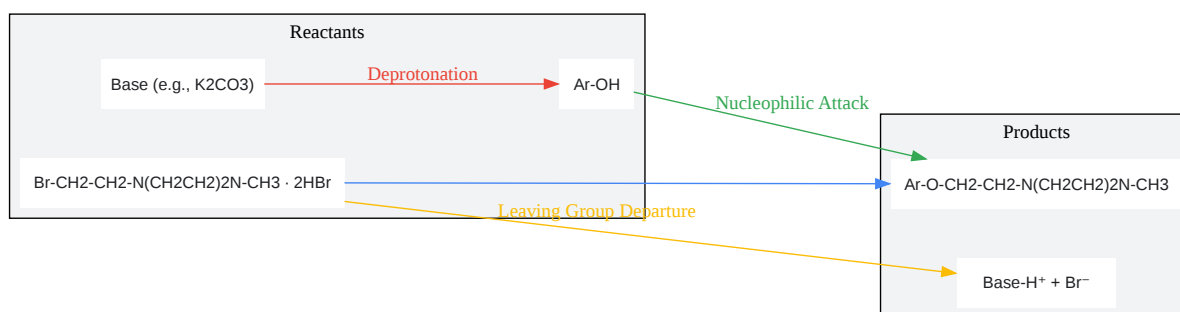 Reactants
Base (e.g., K2CO3)
Deprotonation
Ar-OH
Nucleophilic Attack
Products
Br-CH2-CH2-N(CH2CH2)2N-CH3 · 2HBr
Ar-O-CH2-CH2-N(CH2CH2)2N-CH3
Leaving Group Departure
Base-H⁺ + Br⁻